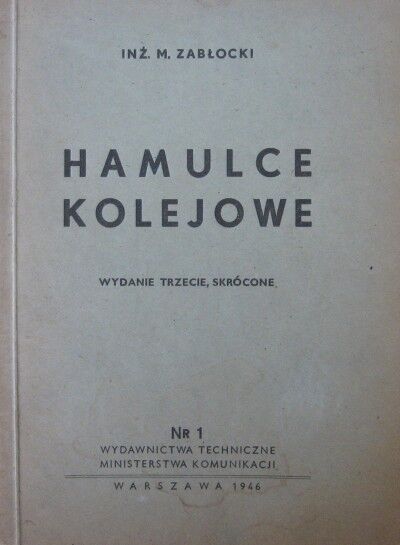 INŻ. M. ZABŁOCKI
HAMULCE
KOLEJOWE
WYDANIE TRZECIE, SKRÓCONE
Nr 1
WYDAWNICTWA TECHNICZNE
MINISTERSTWA KOMUNIKACJI
WARSZAWA 1946